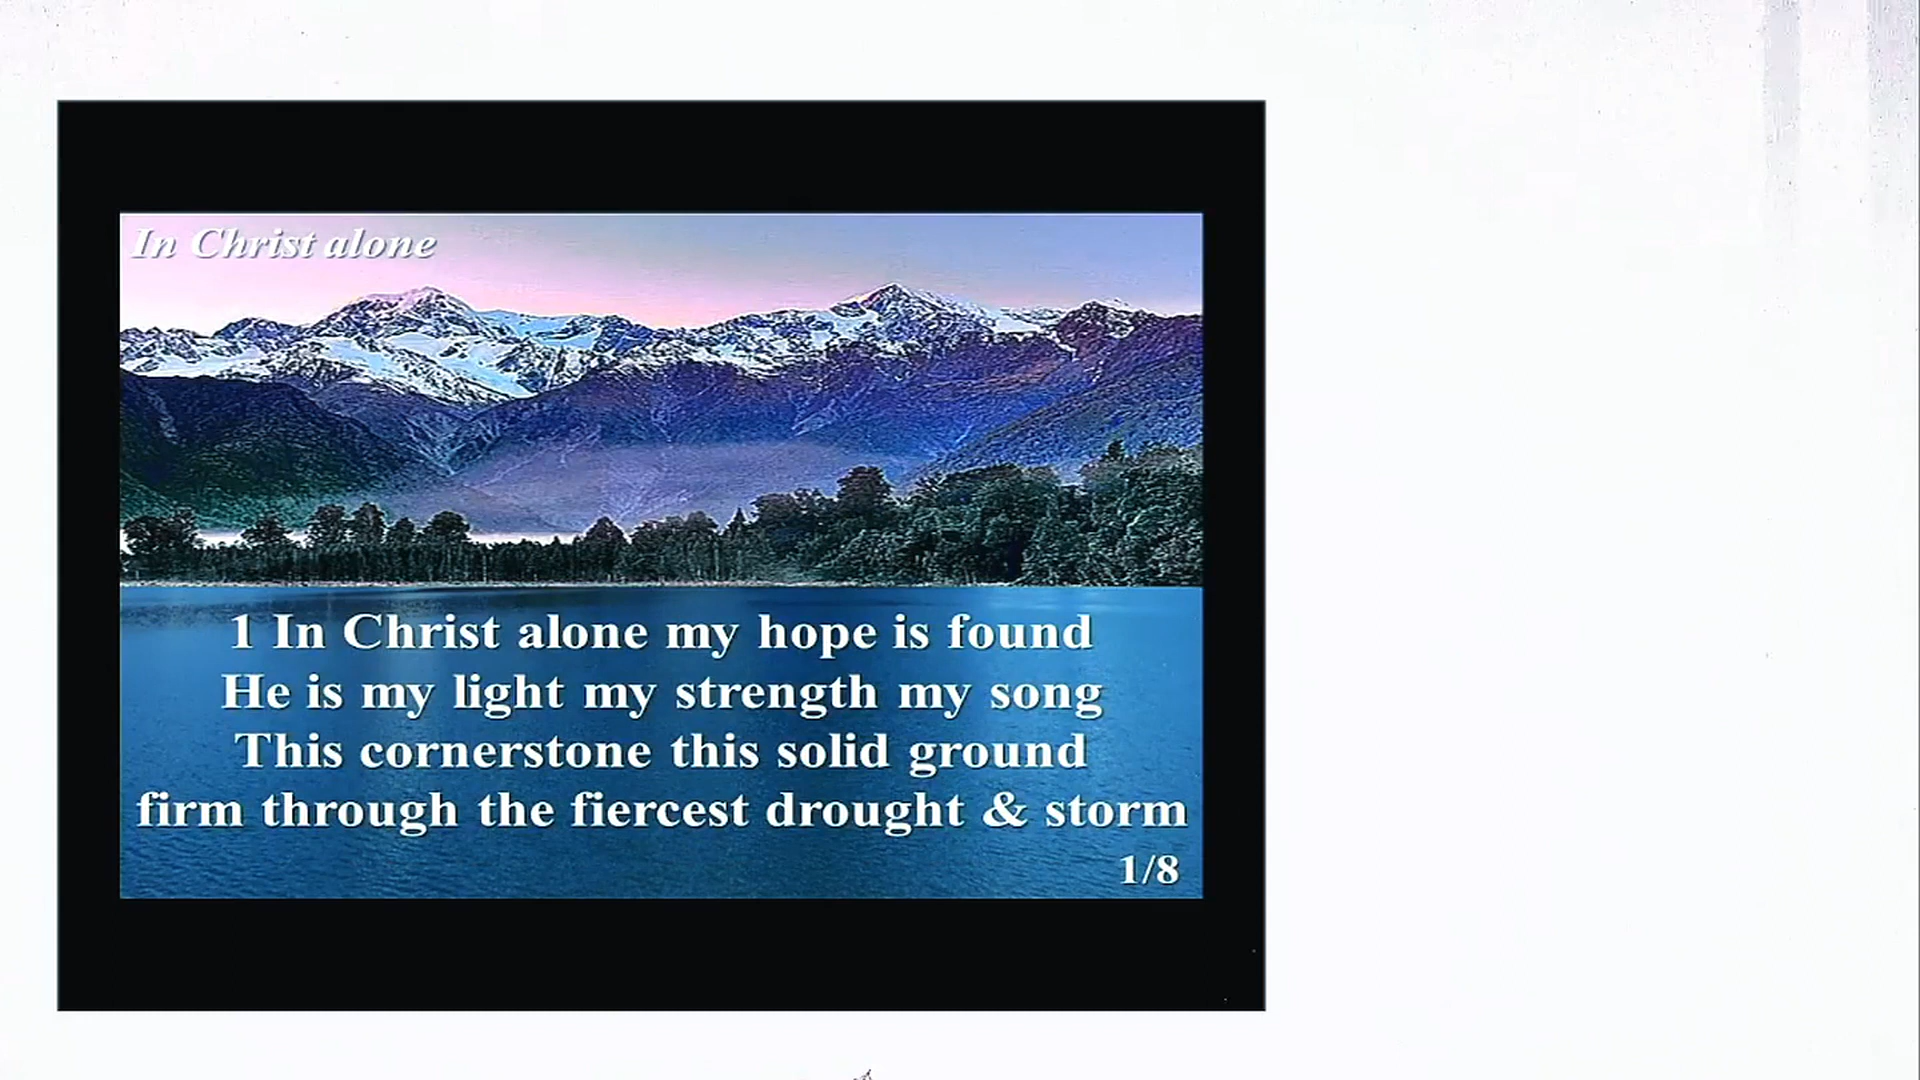 In Christ alone
1 In Christ alone my hope is found
He is my light my strength my song
This cornerstone this solid ground
firm through the fiercest drought & storm
1/8